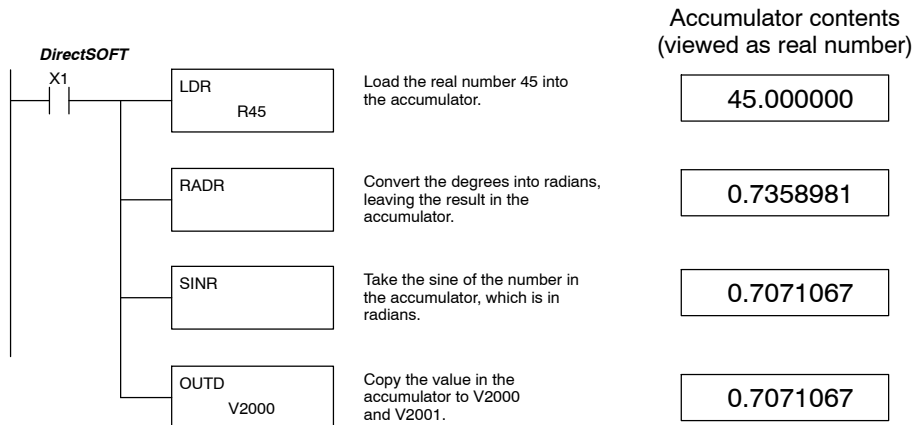 Accumulator contents
(viewed as real number)
DirectSOFT
X1
LDR
R45
Load the real number 45 into
the accumulator.
45.000000
RADR
Convert the degrees into radians,
leaving the result in the
accumulator.
0.7358981
SINR
Take the sine of the number in
the accumulator, which is in
radians.
0.7071067
OUTD
V2000
Copy the value in the
accumulator to V2000
and V2001.
0.7071067